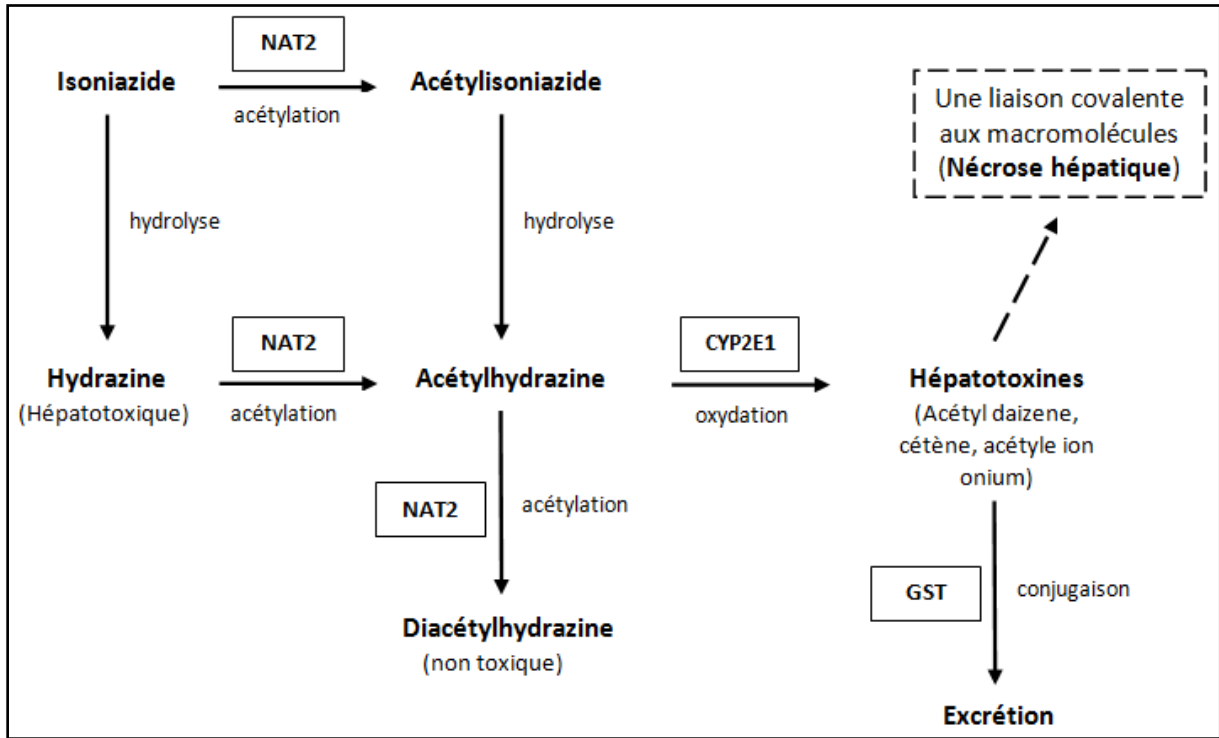 NAT2
Isoniazide
Acétylisoniazide
acétylation
Une liaison covalente
aux macromolécules
(Nécrose hépatique)
hydrolyse
hydrolyse
NAT2
CYP2E1
Hydrazine
(Hépatotoxique)
acétylation
Acétylhydrazine
oxydation
Hépatotoxines
(Acétyl daizene,
cétène, acétyle ion
onium)
NAT2
acétylation
GST
conjugaison
Diacétylhydrazine
(non toxique)
Excrétion